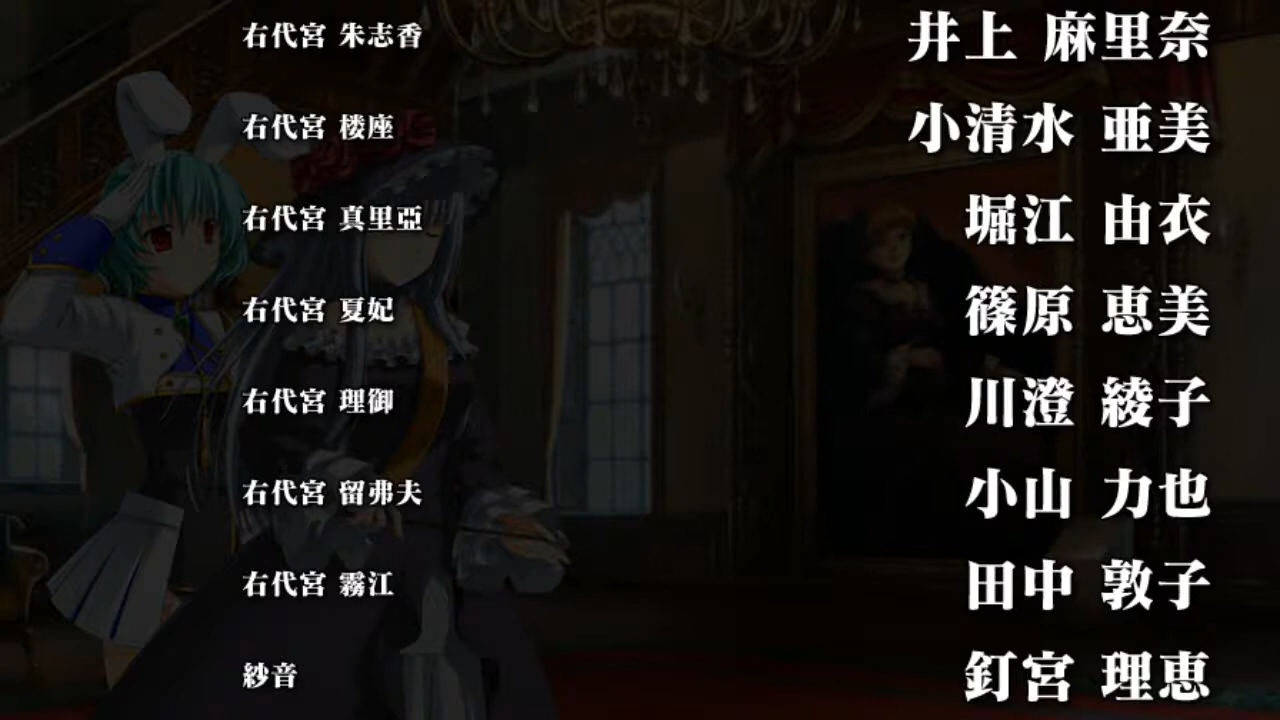 右代宮 朱志香 井上 麻里奈
右代宮 楼座 小清水 亜美
右代宮 真里亞 堀江 由衣
右代宮 夏妃 篠原 恵美
右代宮 理御 川澄 綾子
右代宮 留弗夫 小山 力也
右代宮 霧江 田中 敦子
紗音 釘宮 理恵